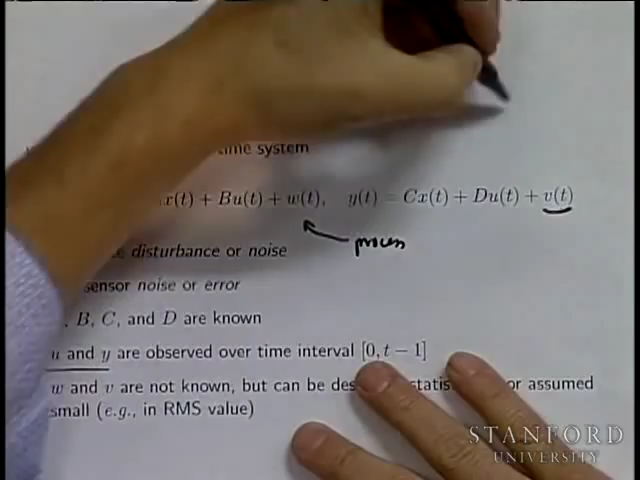 time system
x(t) + Bu(t) + w(t), y(t) = Cx(t) + Du(t) + v(t)
process
disturbance or noise
sensor noise or error
, B, C, and D are known
u and y are observed over time interval [0, t − 1]
w and v are not known, but can be or assumed
small (e.g., in RMS value)
STANFORD
UNIVERSITY